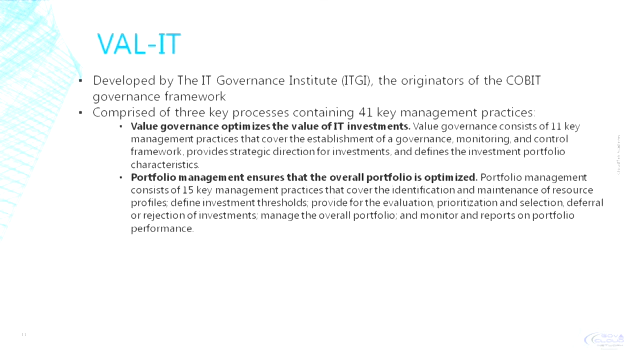 VAL-IT
• Developed by The IT Governance Institute (ITGI), the originators of the COBIT
governance framework
• Comprised of three key processes containing 41 key management practices:
• Value governance optimizes the value of IT investments. Value governance consists of 11 key
management practices that cover the establishment of a governance, monitoring, and control
framework, provides strategic direction for investments, and defines the investment portfolio
characteristics.
• Portfolio management ensures that the overall portfolio is optimized. Portfolio management
consists of 15 key management practices that cover the identification and maintenance of resource
profiles; define investment thresholds; provide for the evaluation, prioritization and selection, deferral
or rejection of investments; manage the overall portfolio; and monitor and reports on portfolio
performance.